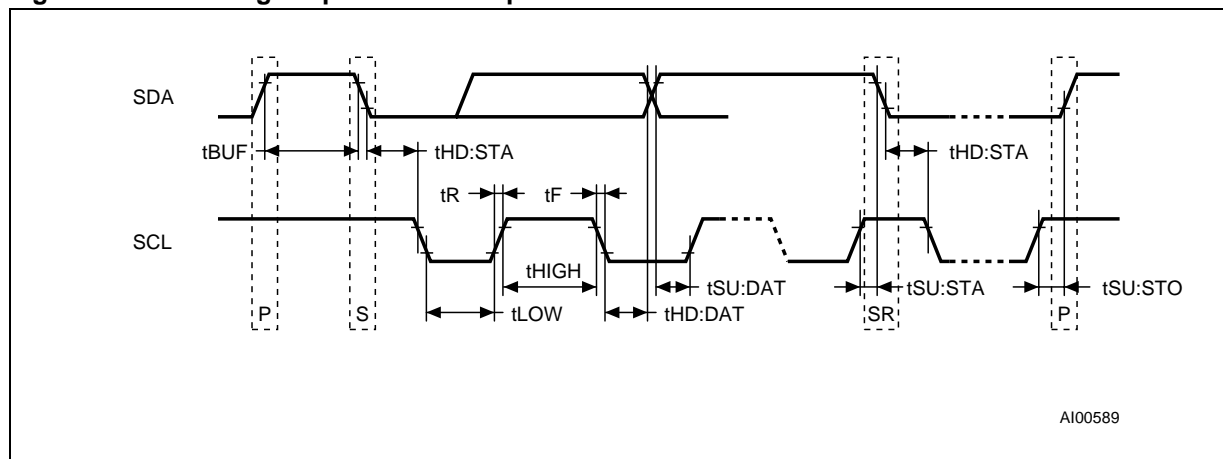 SDA
tBUF
tHD:STA
tHD:STA
tR
tF
SCL
tHIGH
tSU:DAT
tSU:STA
tSU:STO
P
S
tLOW
tHD:DAT
SR
P
AI00589